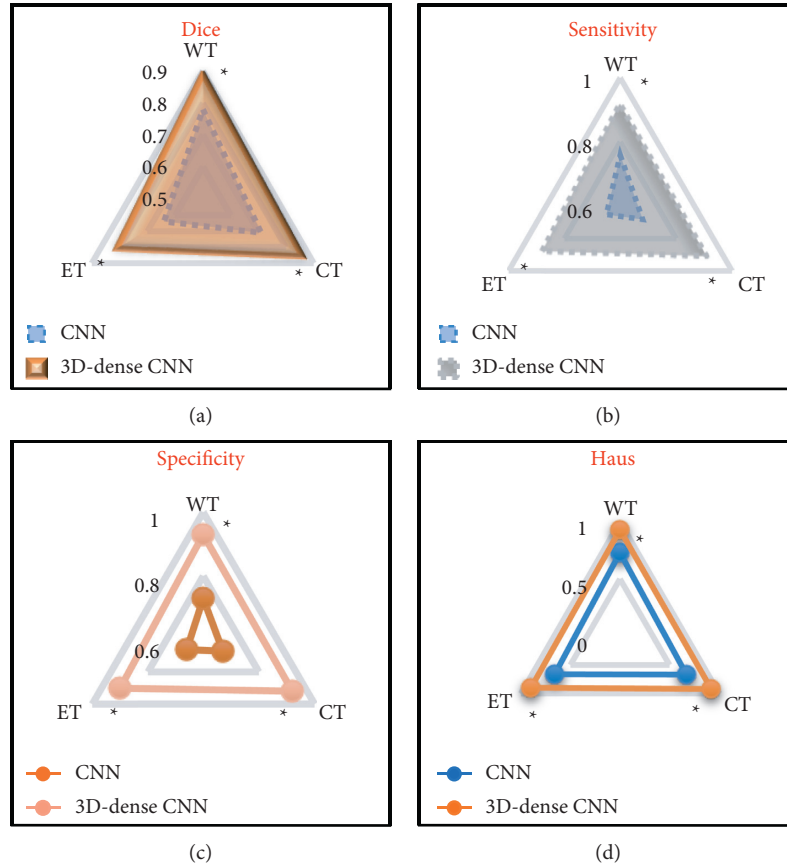 Dice
WT
*
0.9
0.8
0.7
0.6
0.5
ET
*
*
CT
CNN
3D-dense CNN
(a)
Sensitivity
WT
*
1
0.8
0.6
ET
*
*
CT
CNN
3D-dense CNN
(b)
Specificity
WT
*
1
0.8
0.6
ET
*
*
CT
CNN
3D-dense CNN
(c)
Haus
WT
*
1
0.5
0
ET
*
*
CT
CNN
3D-dense CNN
(d)